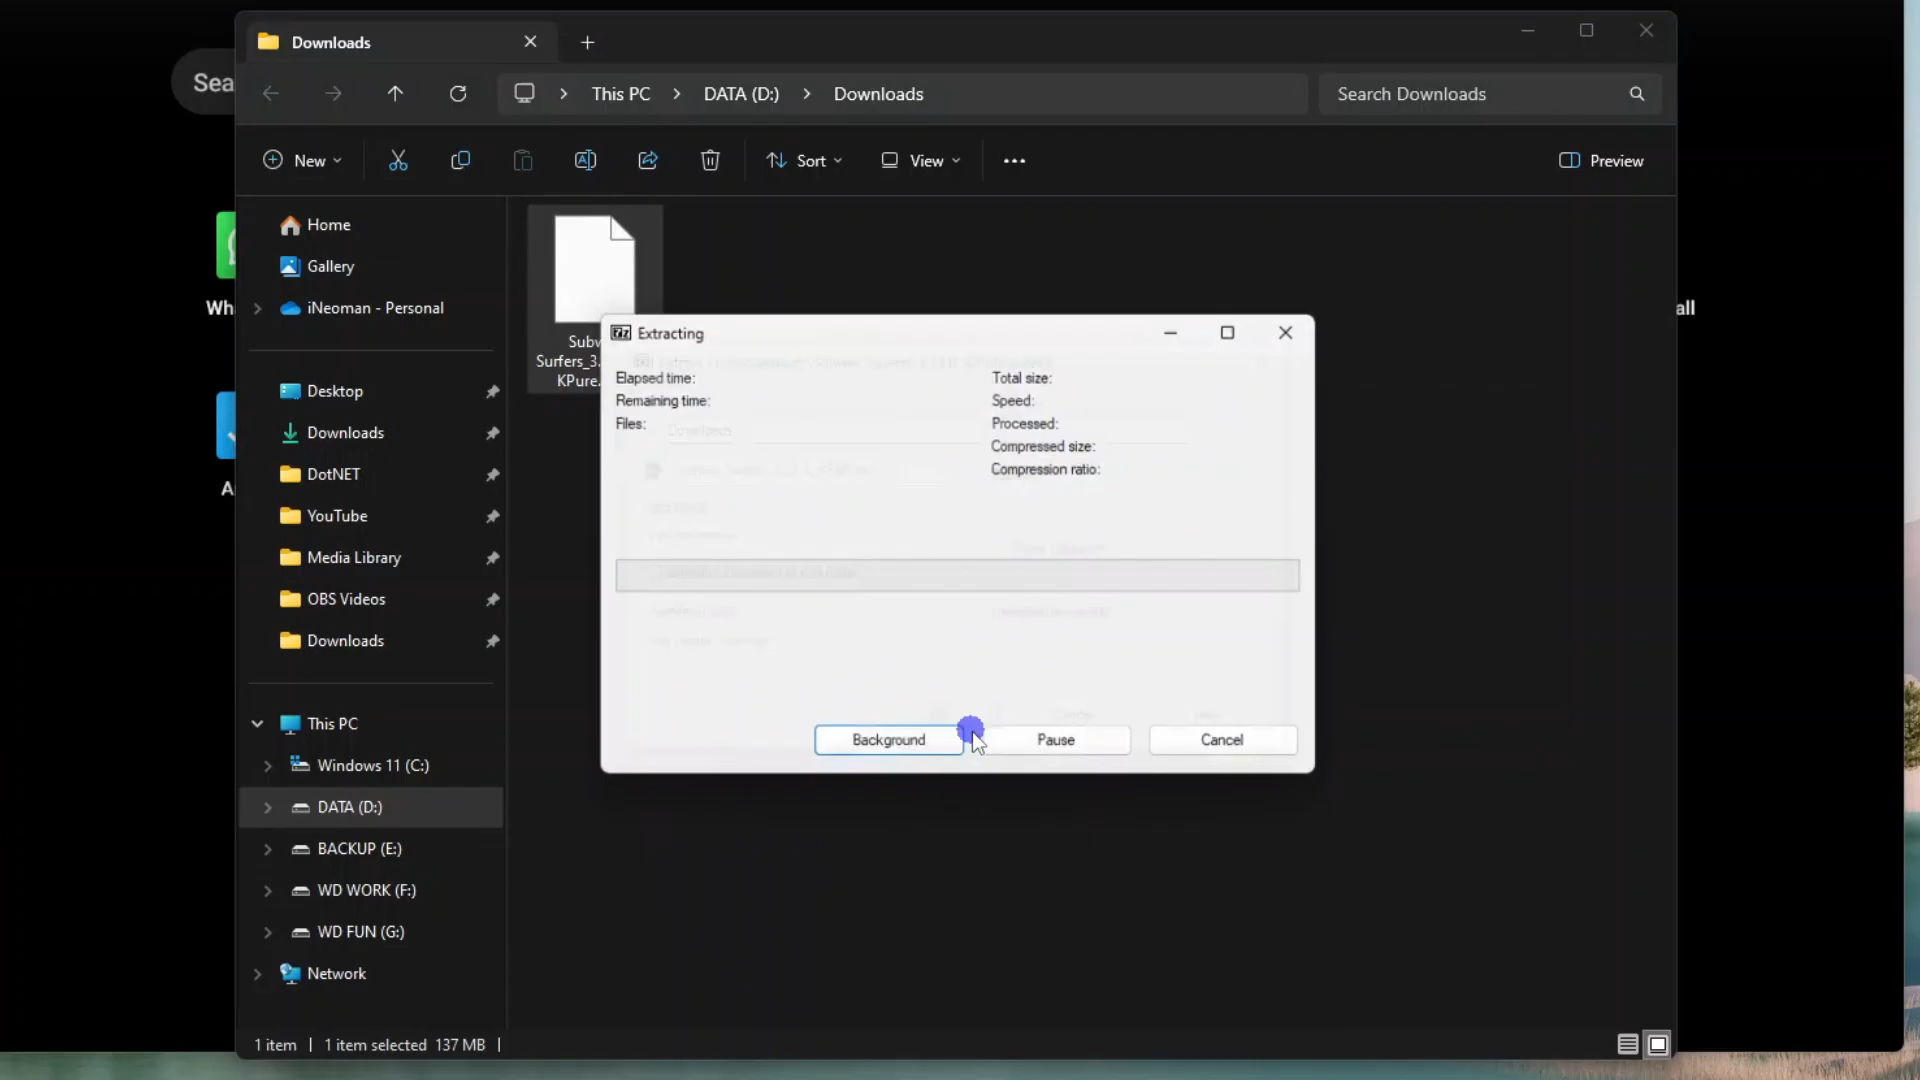 Downloads
Sea
This PC
DATA (D:)
Downloads
Search Downloads
New
Sort
View
Preview
Home
Gallery
iNeoman - Personal
Wh
all
Desktop
Downloads
DotNET
A
YouTube
Media Library
OBS Videos
Downloads
This PC
Windows 11 (C:)
DATA (D:)
BACKUP (E:)
WD WORK (F:)
WD FUN (G:)
Network
Subw
Surfers_3.
KPure.
Extracting
Elapsed time:
Remaining time:
Files:
Total size:
Speed:
Processed:
Compressed size:
Compression ratio:
Downloads
Background
Pause
Cancel
1 item
1 item selected 137 MB